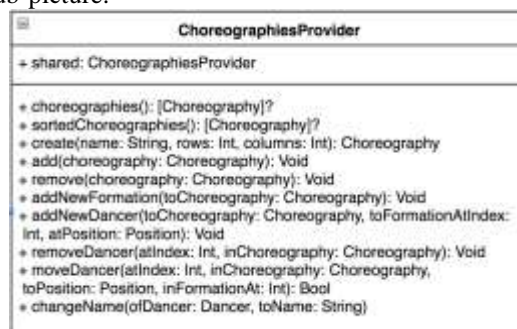 ub picture.
ChoreographiesProvider
+ shared: ChoreographiesProvider
+ choreographies(): [Choreography]?
+ sortedChoreographies(): [Choreography]?
+ create(name: String, rows: Int, columns: Int): Choreography
+ add(choreography: Choreography): Void
+ remove(choreography: Choreography): Void
+ addNewFormation(toChoreography: Choreography): Void
+ addNewDancer(toChoreography: Choreography, toFormationAtIndex:
Int, atPosition: Position): Void
+ removeDancer(atIndex: Int, inChoreography: Choreography): Void
+ moveDancer(atIndex: Int, inChoreography: Choreography,
toPosition: Position, inFormationAt: Int): Bool
+ changeName(ofDancer: Dancer, toName: String)